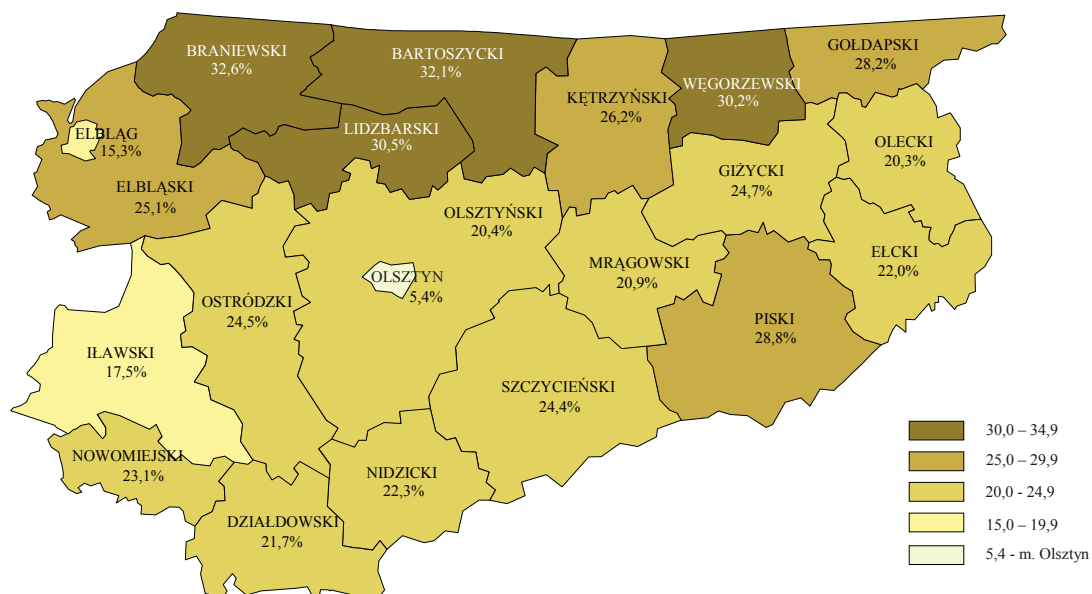 BRANIEWSKI
32,6%
BARTOSZYCKI
32,1%
GOŁDAPSKI
28,2%
WĘGORZEWSKI
30,2%
KĘTRZYŃSKI
26,2%
LIDZBARSKI
30,5%
ELBLĄG
15,3%
OLECKI
20,3%
GIŻYCKI
24,7%
ELBLĄSKI
25,1%
OLSZTYŃSKI
20,4%
EŁCKI
22,0%
MRĄGOWSKI
20,9%
OLSZTYN
5,4%
OSTRÓDZKI
24,5%
PISKI
28,8%
IŁAWSKI
17,5%
SZCZYCIEŃSKI
24,4%
NOWOMIEJSKI
23,1%
NIDZICKI
22,3%
DZIAŁDOWSKI
21,7%
30,0 – 34,9
25,0 – 29,9
20,0 - 24,9
15,0 – 19,9
5,4 - m. Olsztyn